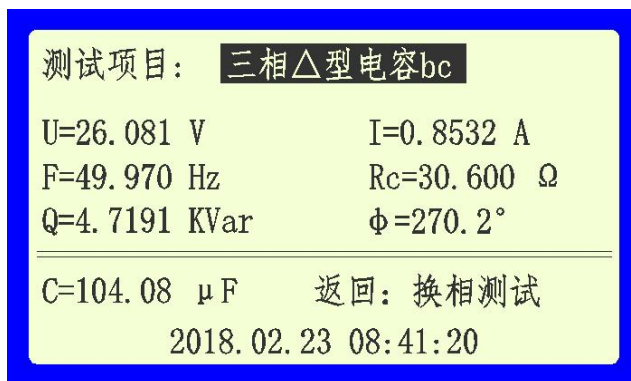 测试项目: 三相△型电容bc
U=26.081 V I=0.8532 A
F=49.970 Hz Rc=30.600 Ω
Q=4.7191 KVar φ=270.2°
C=104.08 μF 返回: 换相测试
2018.02.23 08:41:20